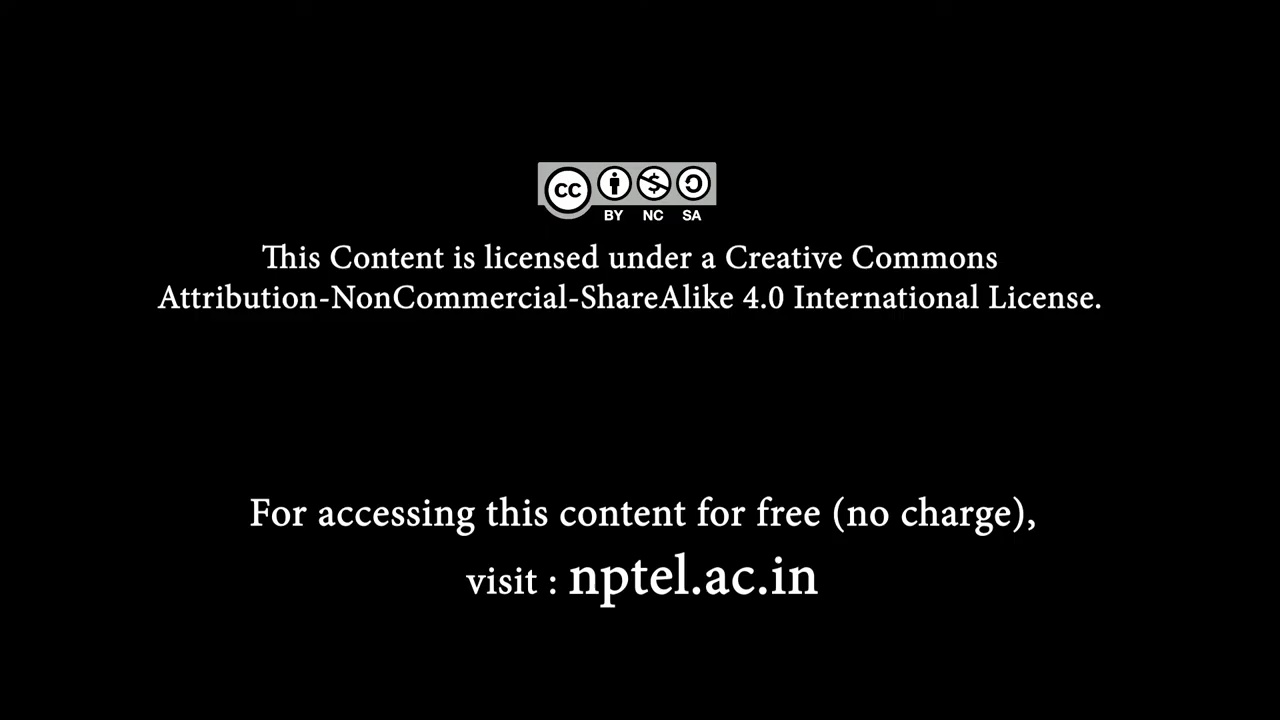 cc
BY NC SA
This Content is licensed under a Creative Commons
Attribution-NonCommercial-ShareAlike 4.0 International License.
For accessing this content for free (no charge),
visit : nptel.ac.in